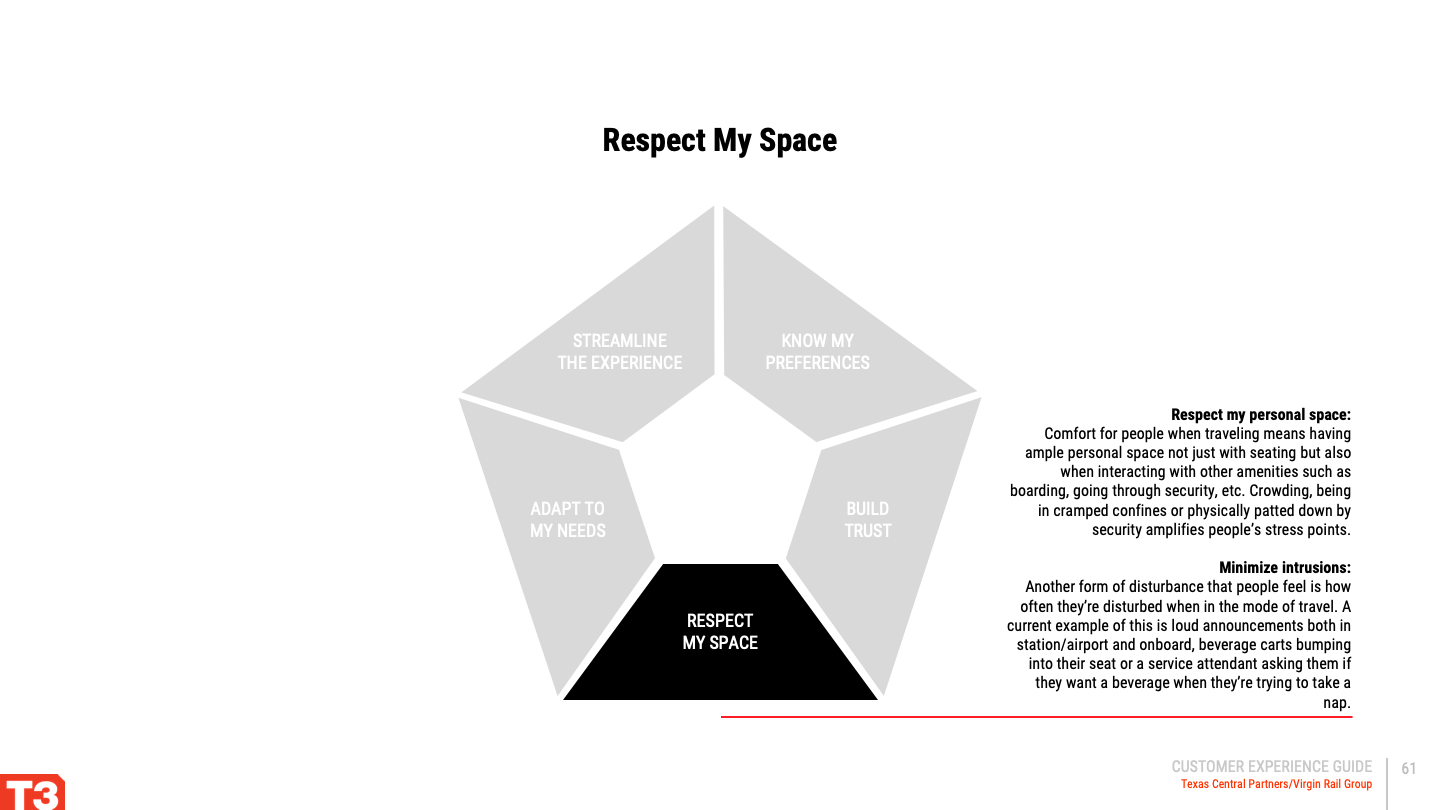 Respect My Space
STREAMLINE
THE EXPERIENCE
KNOW MY
PREFERENCES
ADAPT TO
MY NEEDS
BUILD
TRUST
RESPECT
MY SPACE
Respect my personal space:
Comfort for people when traveling means having
ample personal space not just with seating but also
when interacting with other amenities such as
boarding, going through security, etc. Crowding, being
in cramped confines or physically patted down by
security amplifies people’s stress points.
Minimize intrusions:
Another form of disturbance that people feel is how
often they’re disturbed when in the mode of travel. A
current example of this is loud announcements both in
station/airport and onboard, beverage carts bumping
into their seat or a service attendant asking them if
they want a beverage when they’re trying to take a
nap.
CUSTOMER EXPERIENCE GUIDE
Texas Central Partners/Virgin Rail Group
61
T3